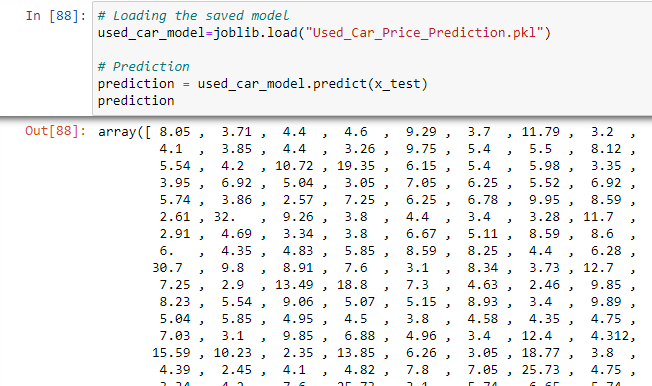 In [88]: # Loading the saved model
used_car_model=joblib.load("Used_Car_Price_Prediction.pkl")
# Prediction
prediction = used_car_model.predict(x_test)
prediction
Out[88]: array([ 8.05 , 3.71 , 4.4 , 4.6 , 9.29 , 3.7 , 11.79 , 3.2 ,
4.1 , 3.85 , 4.4 , 3.26 , 9.75 , 5.4 , 5.5 , 8.12 ,
5.54 , 4.2 , 10.72 , 19.35 , 6.15 , 5.4 , 5.98 , 3.35 ,
3.95 , 6.92 , 5.04 , 3.05 , 7.05 , 6.25 , 5.52 , 6.92 ,
5.74 , 3.86 , 2.57 , 7.25 , 6.25 , 6.78 , 9.95 , 8.59 ,
2.61 , 32. , 9.26 , 3.8 , 4.4 , 3.4 , 3.28 , 11.7 ,
2.91 , 4.69 , 3.34 , 3.8 , 6.67 , 5.11 , 8.59 , 8.6 ,
6. , 4.35 , 4.83 , 5.85 , 8.59 , 8.25 , 4.4 , 6.28 ,
30.7 , 9.8 , 8.91 , 7.6 , 3.1 , 8.34 , 3.73 , 12.7 ,
7.25 , 2.9 , 13.49 , 18.8 , 7.3 , 4.63 , 2.46 , 9.85 ,
8.23 , 5.54 , 9.06 , 5.07 , 5.15 , 8.93 , 3.4 , 9.89 ,
5.04 , 5.85 , 4.95 , 4.5 , 3.8 , 4.58 , 4.35 , 4.75 ,
7.03 , 3.1 , 9.85 , 6.88 , 4.96 , 3.4 , 12.4 , 4.312,
15.59 , 10.23 , 2.35 , 13.85 , 6.26 , 3.05 , 18.77 , 3.8 ,
4.39 , 2.45 , 4.1 , 4.82 , 7.8 , 7.05 , 25.73 , 4.75 ,